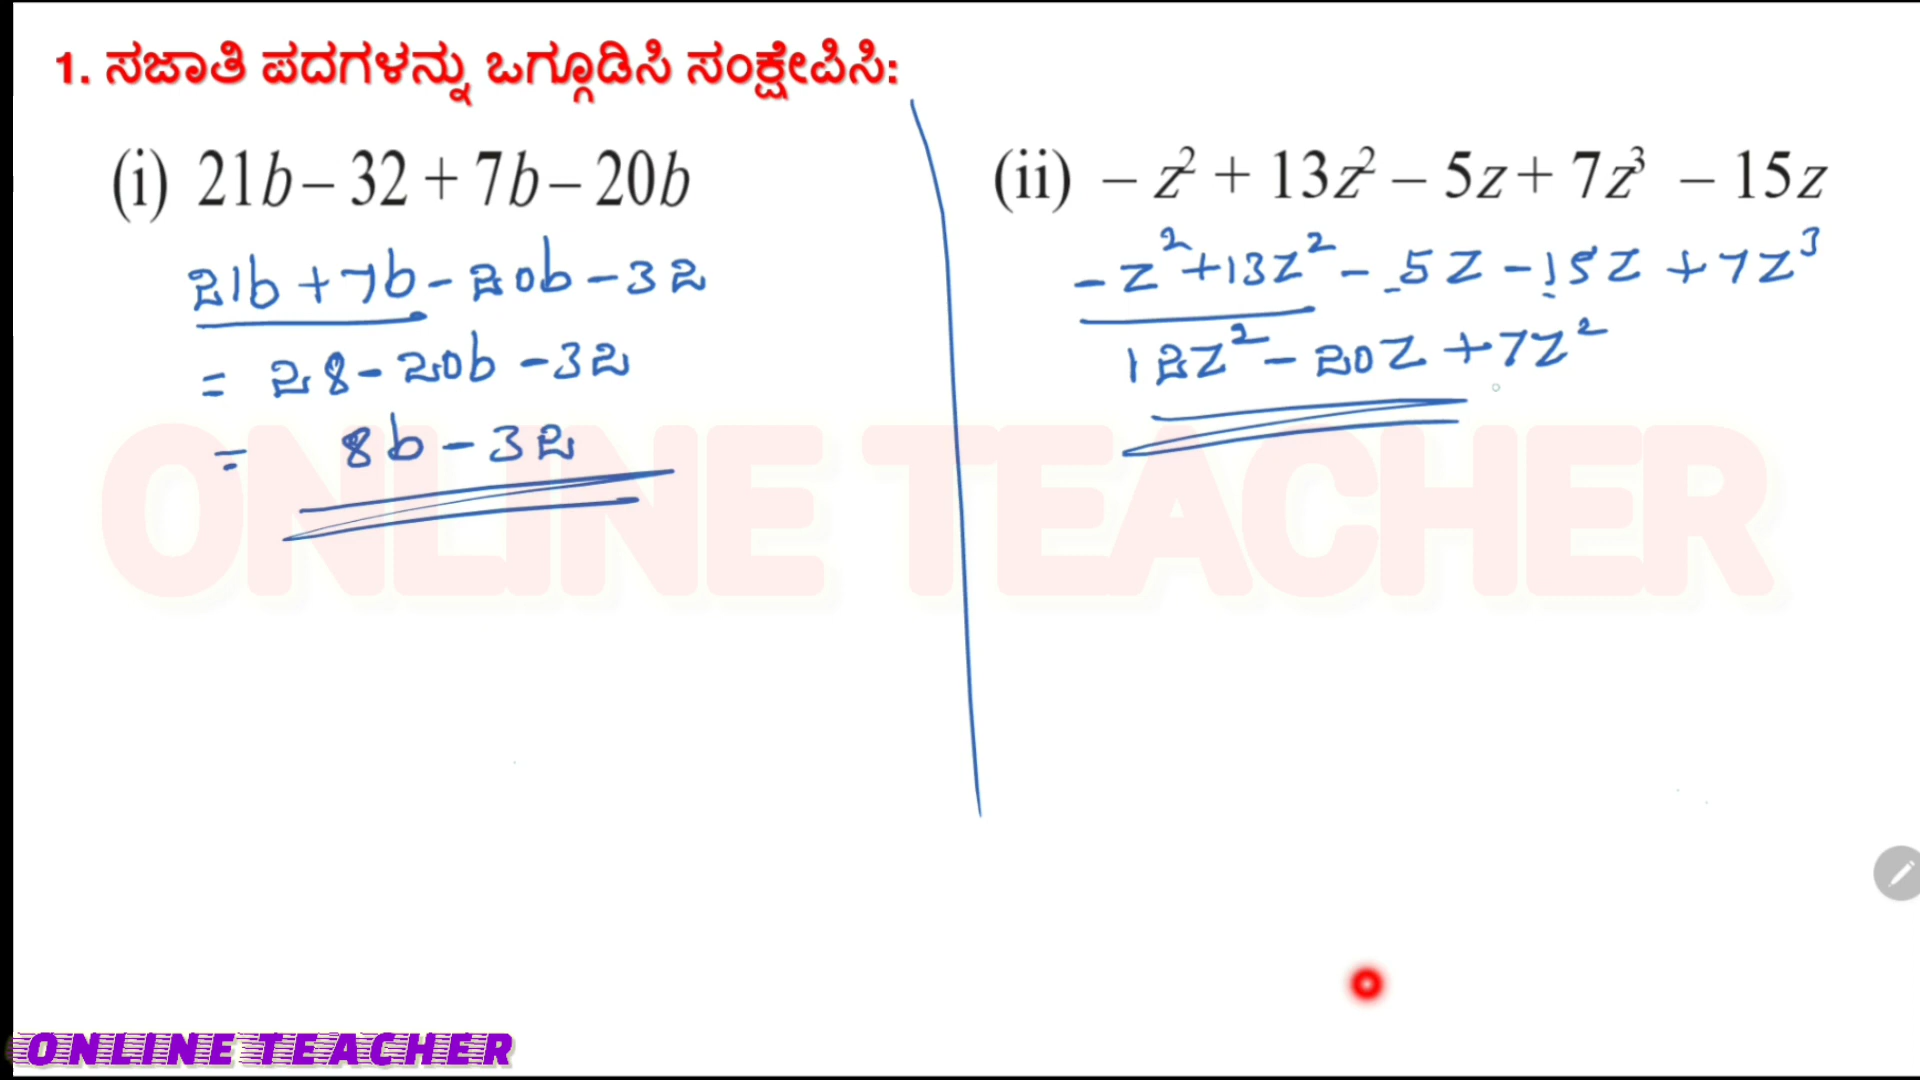 1. ಸಜಾತಿ ಪದಗಳನ್ನು ಒಗ್ಗೂಡಿಸಿ ಸಂಕ್ಷೇಪಿಸಿ:
(i) 21b – 32 + 7b – 20b
21b + 7b - 20b - 32
= 28 - 20b - 32
= 8b - 32
(ii) – z² + 13z² – 5z + 7z³ – 15z
- z² + 13z² - 5z - 15z + 7z³
12z² - 20z + 7z²
ONLINE TEACHER
ONLINE TEACHER